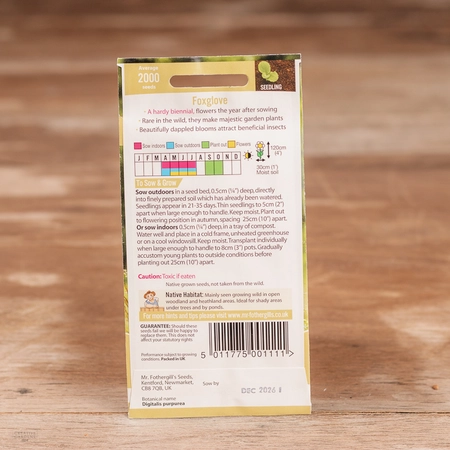 Average
2000
seeds
SEEDLING
Foxglove
· A hardy biennial, flowers the year after sowing
· Rare in the wild, they make majestic garden plants
· Beautifully dappled blooms attract beneficial insects
Sow indoors Sow outdoors Plant out Flowers
J F M A M J J A S O N D
120cm
(4')
30cm (1')
Moist soil
To Sow & Grow
Sow outdoors In a seed bed, 0.5cm (¼") deep, directly
into finely prepared soil which has already been watered.
Seedlings appear in 21-35 days. Thin seedlings to 5cm (2")
apart when large enough to handle. Keep moist. Plant out
to flowering position in autumn, spacing 25cm (10") apart.
Or sow indoors 0.5cm (¼") deep, in a tray of compost.
Water well and place in a cold frame, unheated greenhouse
or on a cool windowsill. Keep moist. Transplant individually
when large enough to handle to 8cm (3") pots. Gradually
accustom young plants to outside conditions before
planting out 25cm (10") apart.
Caution: Toxic if eaten
Native grown seeds, not taken from the wild.
Native Habitat: Mainly seen growing wild in open
woodland and heathland areas. Ideal for shady areas
under trees and by ponds.
For more hints and tips please visit www.mr-fothergills.co.uk
GUARANTEE: Should these
seeds fail we will be happy to
replace them. This does not
affect your statutory rights.
Performance subject to growing
conditions. Packed in UK
5 011775 001111 >
Mr. Fothergill's Seeds,
Kentford, Newmarket,
CB8 7QB, UK
Sow by
DEC 2026
Botanical name
Digitalis purpurea